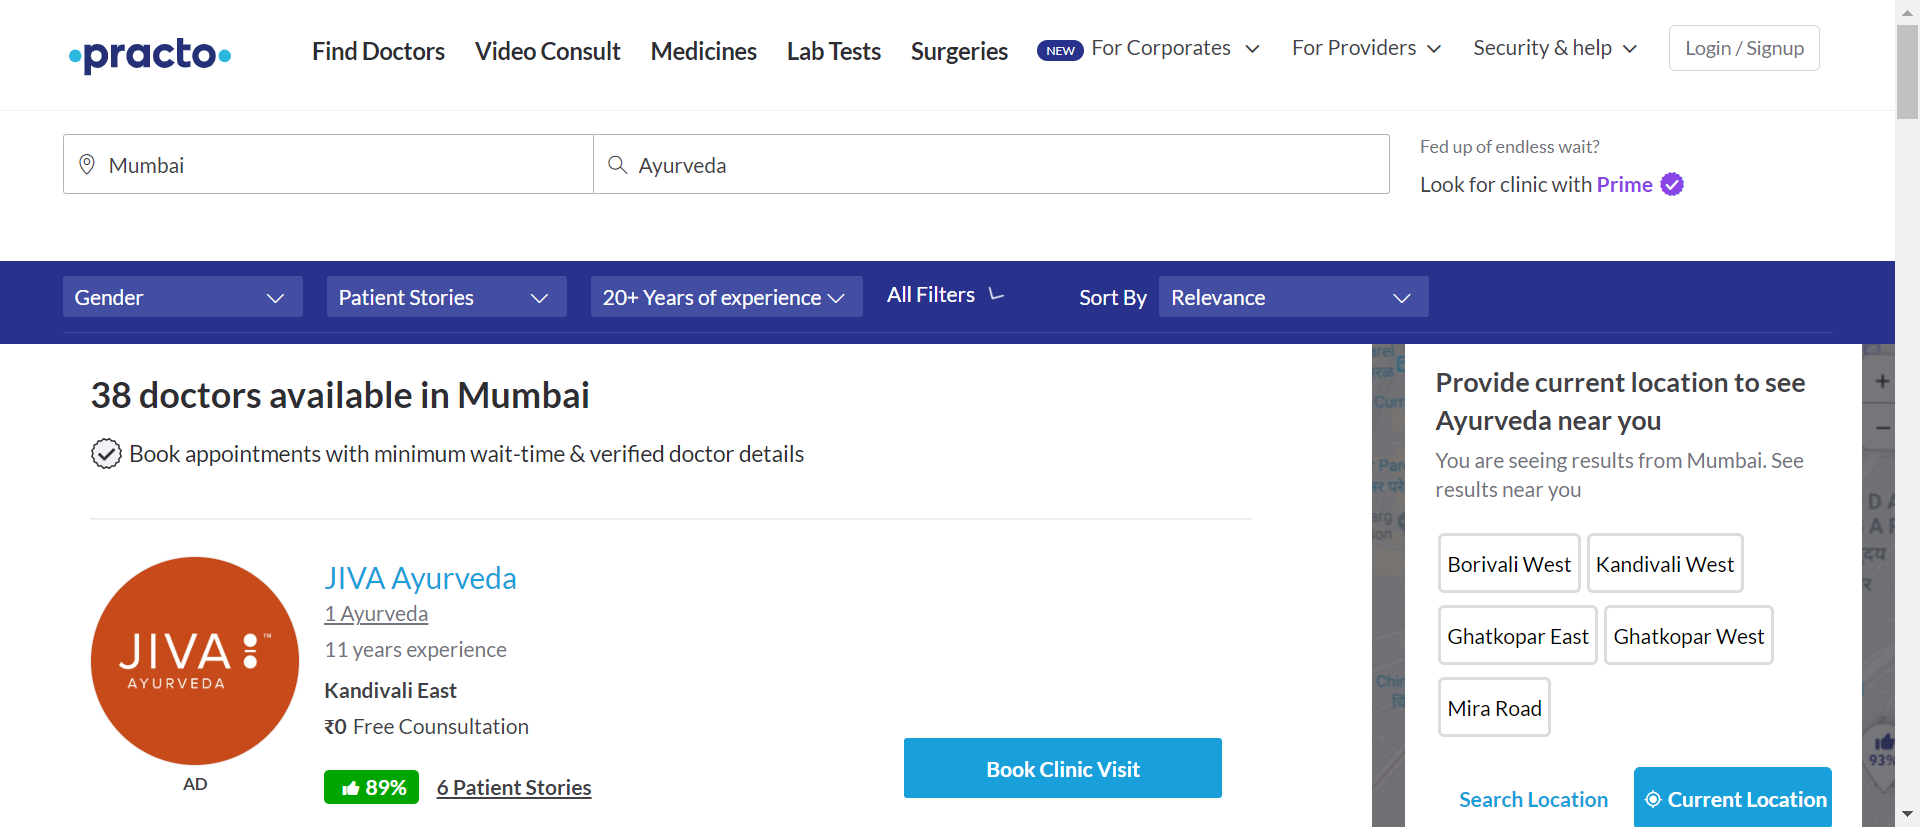 practo
Find Doctors
Video Consult
Medicines
Lab Tests
Surgeries
NEW
For Corporates
For Providers
Security & help
Login / Signup
Mumbai
Ayurveda
Fed up of endless wait?
Look for clinic with Prime
Gender
Patient Stories
20+ Years of experience
All Filters
Sort By
Relevance
38 doctors available in Mumbai
Book appointments with minimum wait-time & verified doctor details
JIVA
AYURVEDA
AD
JIVA Ayurveda
1 Ayurveda
11 years experience
Kandivali East
₹0 Free Counsultation
89%
6 Patient Stories
Book Clinic Visit
Provide current location to see
Ayurveda near you
You are seeing results from Mumbai. See
results near you
Borivali West
Kandivali West
Ghatkopar East
Ghatkopar West
Mira Road
Search Location
Current Location
93%